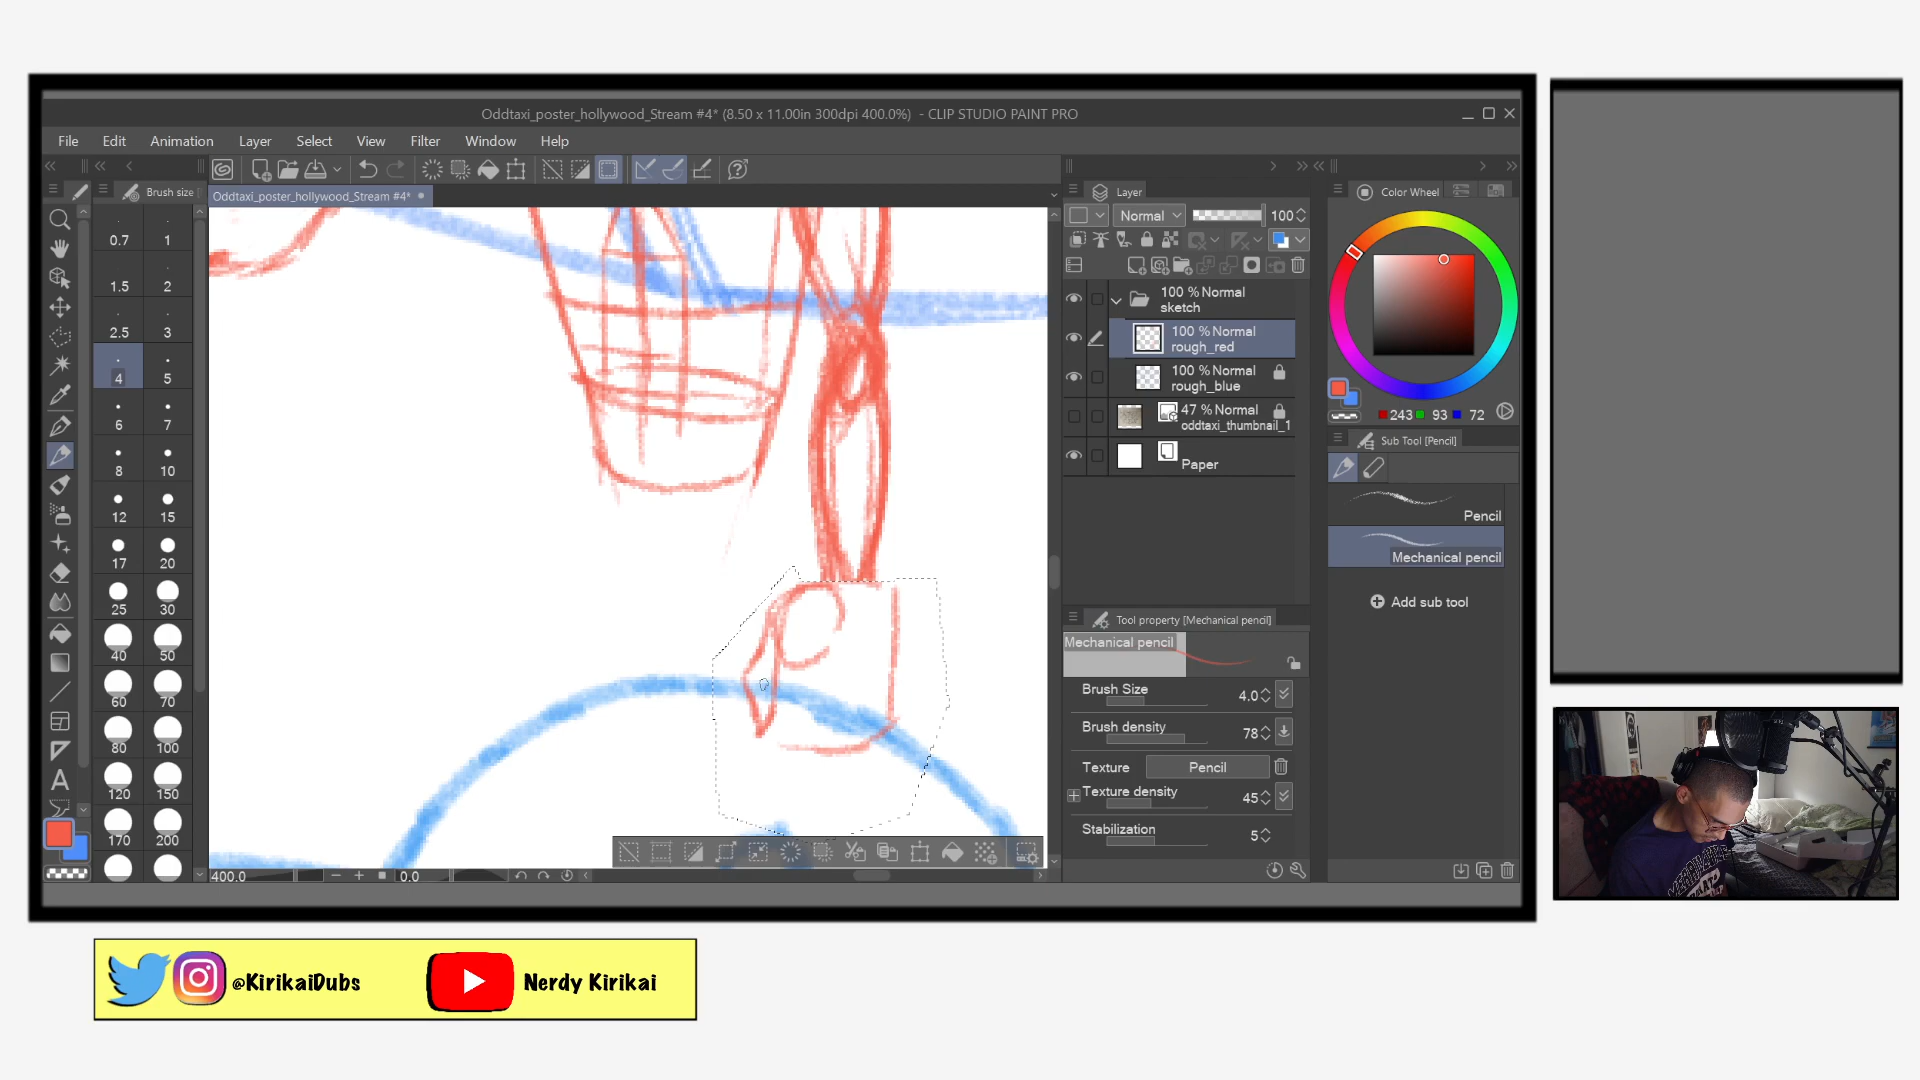 Oddtaxi_poster_hollywood_Stream #4* (8.50 x 11.00in 300dpi 400.0%) - CLIP STUDIO PAINT PRO
File Edit Animation Layer Select View Filter Window Help
Brush size
Oddtaxi_poster_hollywood_Stream #4*
0.7 1
1.5 2
2.5 3
4 5
6 7
8 10
12 15
17 20
25 30
40 50
60 70
80 100
120 150
170 200
400.0 0.0
Layer
Normal 100
100 % Normal
sketch
100 % Normal
rough_red
100 % Normal
rough_blue
47 % Normal
oddtaxi_thumbnail_1
Paper
Tool property [Mechanical pencil]
Mechanical pencil
Brush Size 4.0
Brush density 78
Texture Pencil
Texture density 45
Stabilization 5
Color Wheel
243 93 72
Sub Tool [Pencil]
Pencil
Mechanical pencil
Add sub tool
@KirikaiDubs Nerdy Kirikai